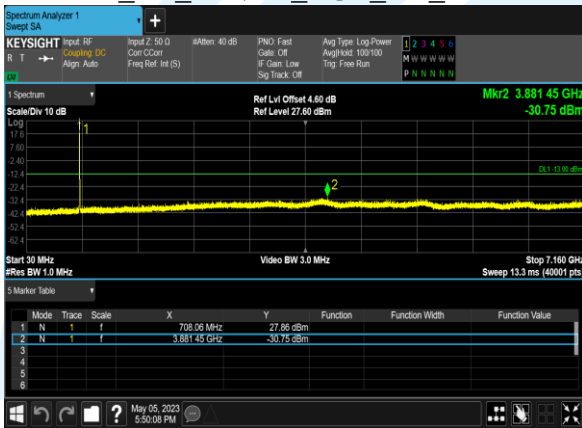 Spectrum Analyzer 1
Swept SA
KEYSIGHT Input: RF Input Z: 50 Ω #Atten: 40 dB PNO: Fast Avg Type: Log-Power 1 2 3 4 5 6
R T Coupling: DC Corr CCorr Gate: Off Avg|Hold: 100/100 M W W W W W
Align: Auto Freq Ref: Int (S) IF Gain: Low Trig: Free Run
LVI Sig Track: Off P N N N N N
1 Spectrum Ref Lvl Offset 4.60 dB Mkr2 3.881 45 GHz
Scale/Div 10 dB Ref Level 27.60 dBm -30.75 dBm
Log
17.6 1
7.60
-2.40
-12.4 DL1 -13.00 dBm
-22.4 2
-32.4
-42.4
-52.4
-62.4
Start 30 MHz Video BW 3.0 MHz Stop 7.160 GHz
#Res BW 1.0 MHz Sweep 13.3 ms (40001 pts)
5 Marker Table
Mode Trace Scale X Y Function Function Width Function Value
1 N 1 f 708.06 MHz 27.86 dBm
2 N 1 f 3.881 45 GHz -30.75 dBm
3
4
5
6
? May 05, 2023
5:50:08 PM